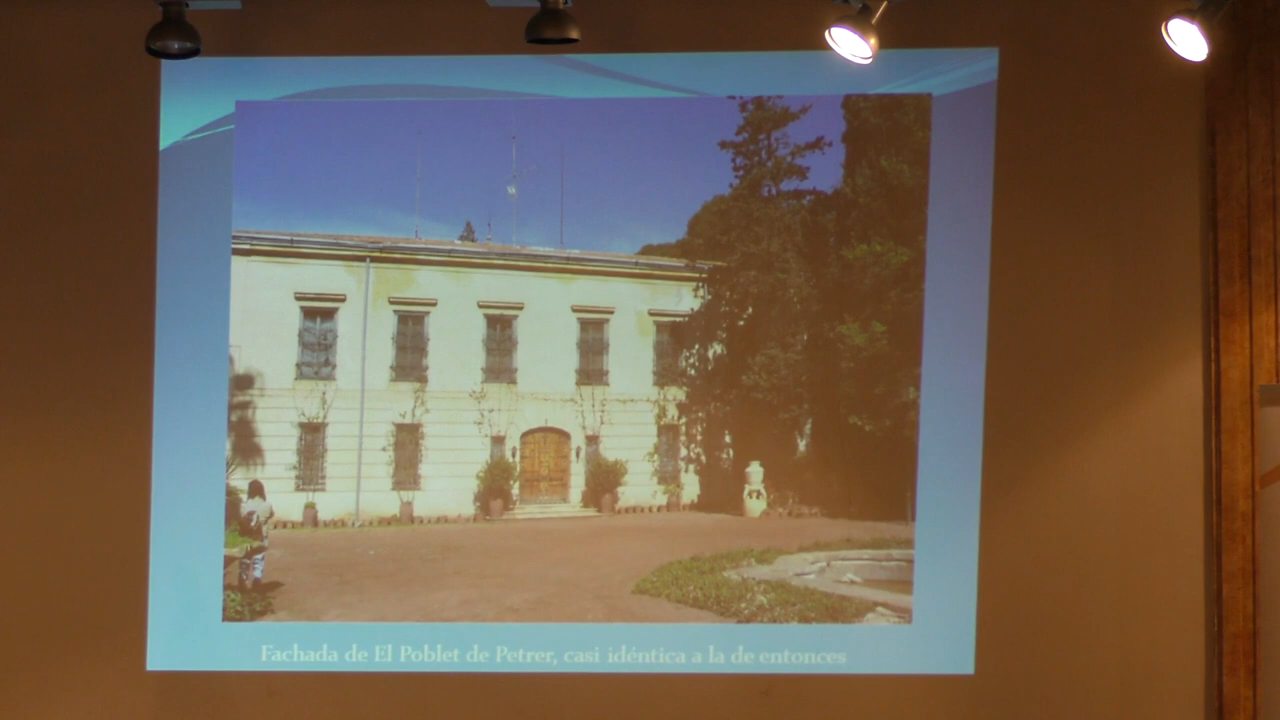 Fachada de El Poblet de Petrer, casi idéntica a la de entonces